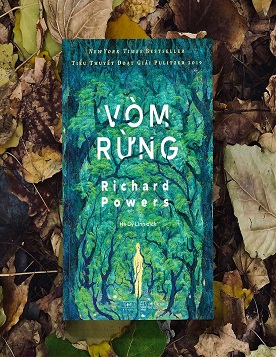 NEW YORK TIMES BESTSELLER
TIỂU THUYẾT ĐOẠT GIẢI PULITZER 2019
VÒM
RỪNG
Richard
Powers